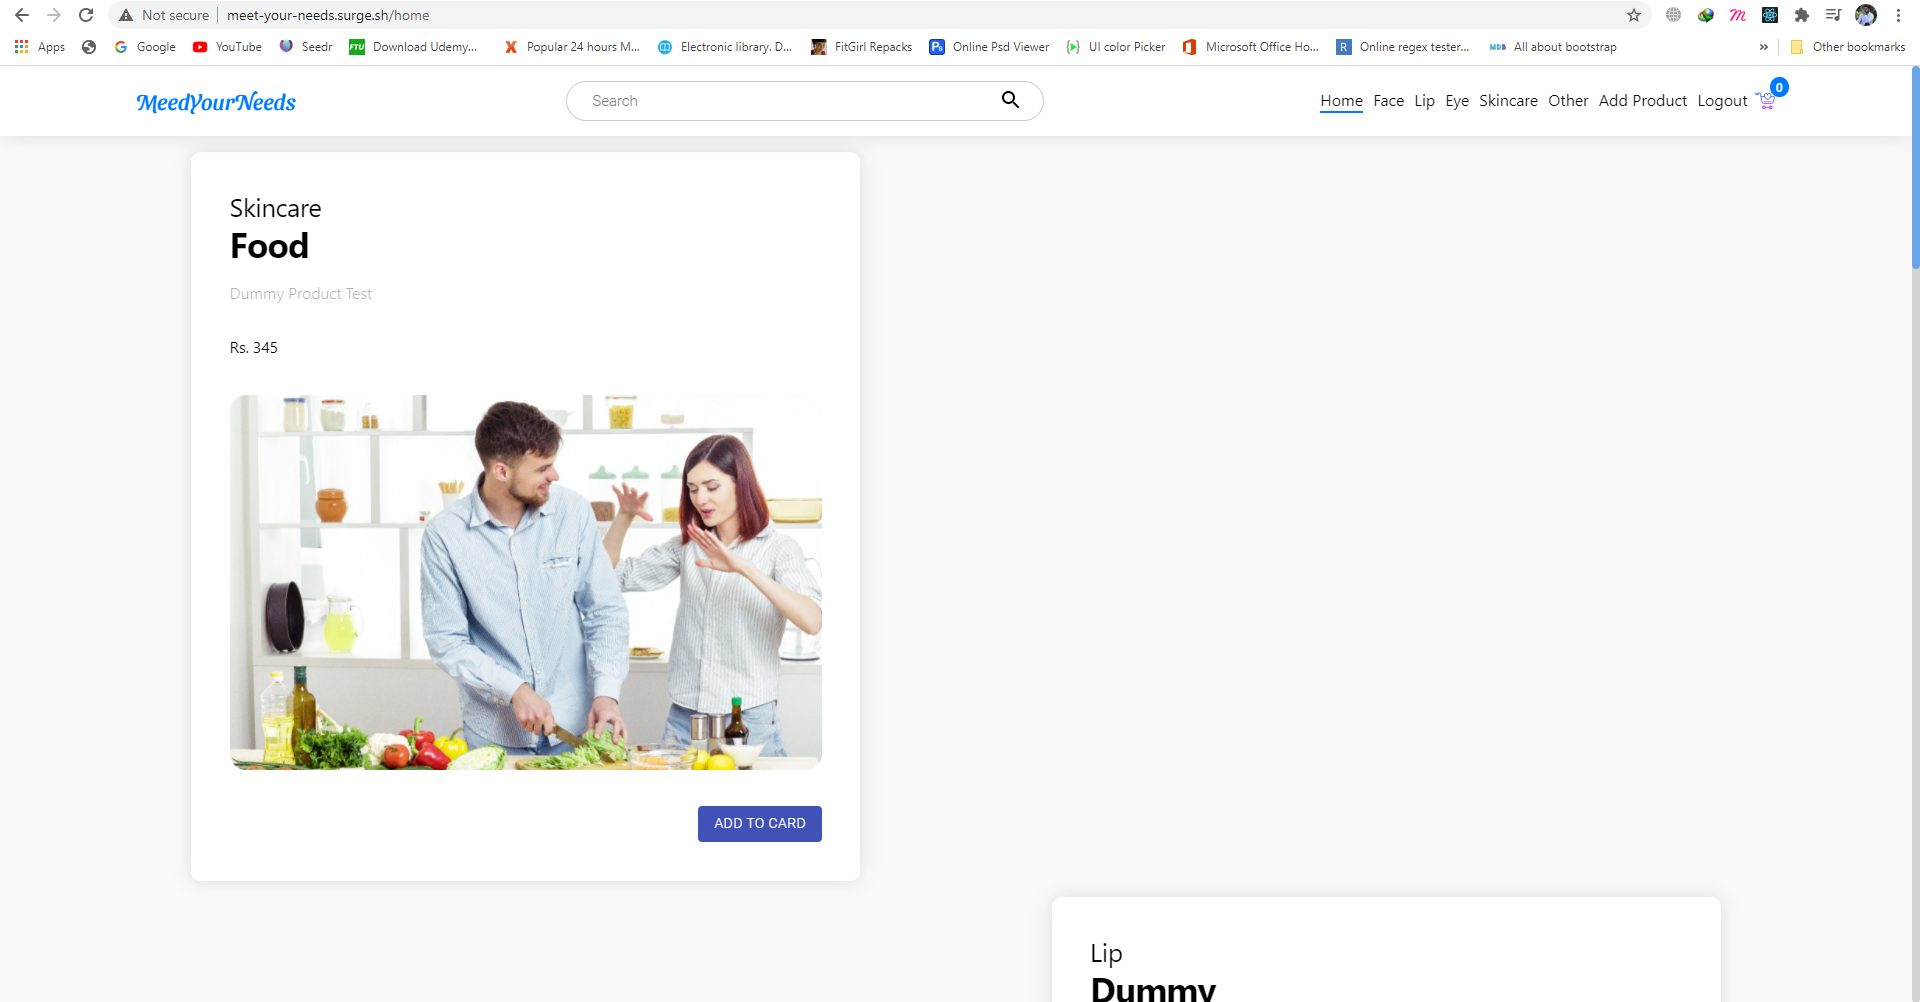 Not secure | meet-your-needs.surge.sh/home
Apps Google YouTube Seedr FTU Download Udemy... Popular 24 hours M... Electronic library. D... FitGirl Repacks Online Psd Viewer UI color Picker Microsoft Office Ho... R Online regex tester... MDB All about bootstrap » Other bookmarks
MeedYourNeeds
Search
Home Face Lip Eye Skincare Other Add Product Logout 0
Skincare
Food
Dummy Product Test
Rs. 345
ADD TO CARD
Lip
Dummy